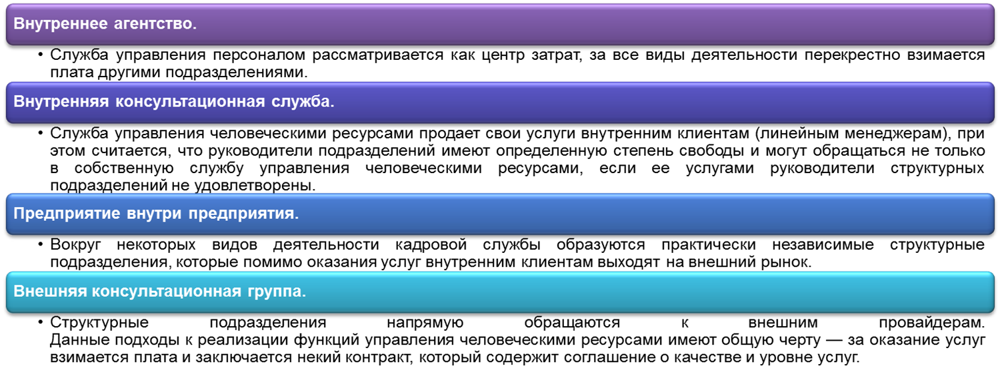 Внутреннее агентство.
• Служба управления персоналом рассматривается как центр затрат, за все виды деятельности перекрестно взимается
плата другими подразделениями.
Внутренняя консультационная служба.
• Служба управления человеческими ресурсами продает свои услуги внутренним клиентам (линейным менеджерам), при
этом считается, что руководители подразделений имеют определенную степень свободы и могут обращаться не только
в собственную службу управления человеческими ресурсами, если ее услугами руководители структурных
подразделений не удовлетворены.
Предприятие внутри предприятия.
• Вокруг некоторых видов деятельности кадровой службы образуются практически независимые структурные
подразделения, которые помимо оказания услуг внутренним клиентам выходят на внешний рынок.
Внешняя консультационная группа.
• Структурные подразделения напрямую обращаются к внешним провайдерам.
Данные подходы к реализации функций управления человеческими ресурсами имеют общую черту — за оказание услуг
взимается плата и заключается некий контракт, который содержит соглашение о качестве и уровне услуг.